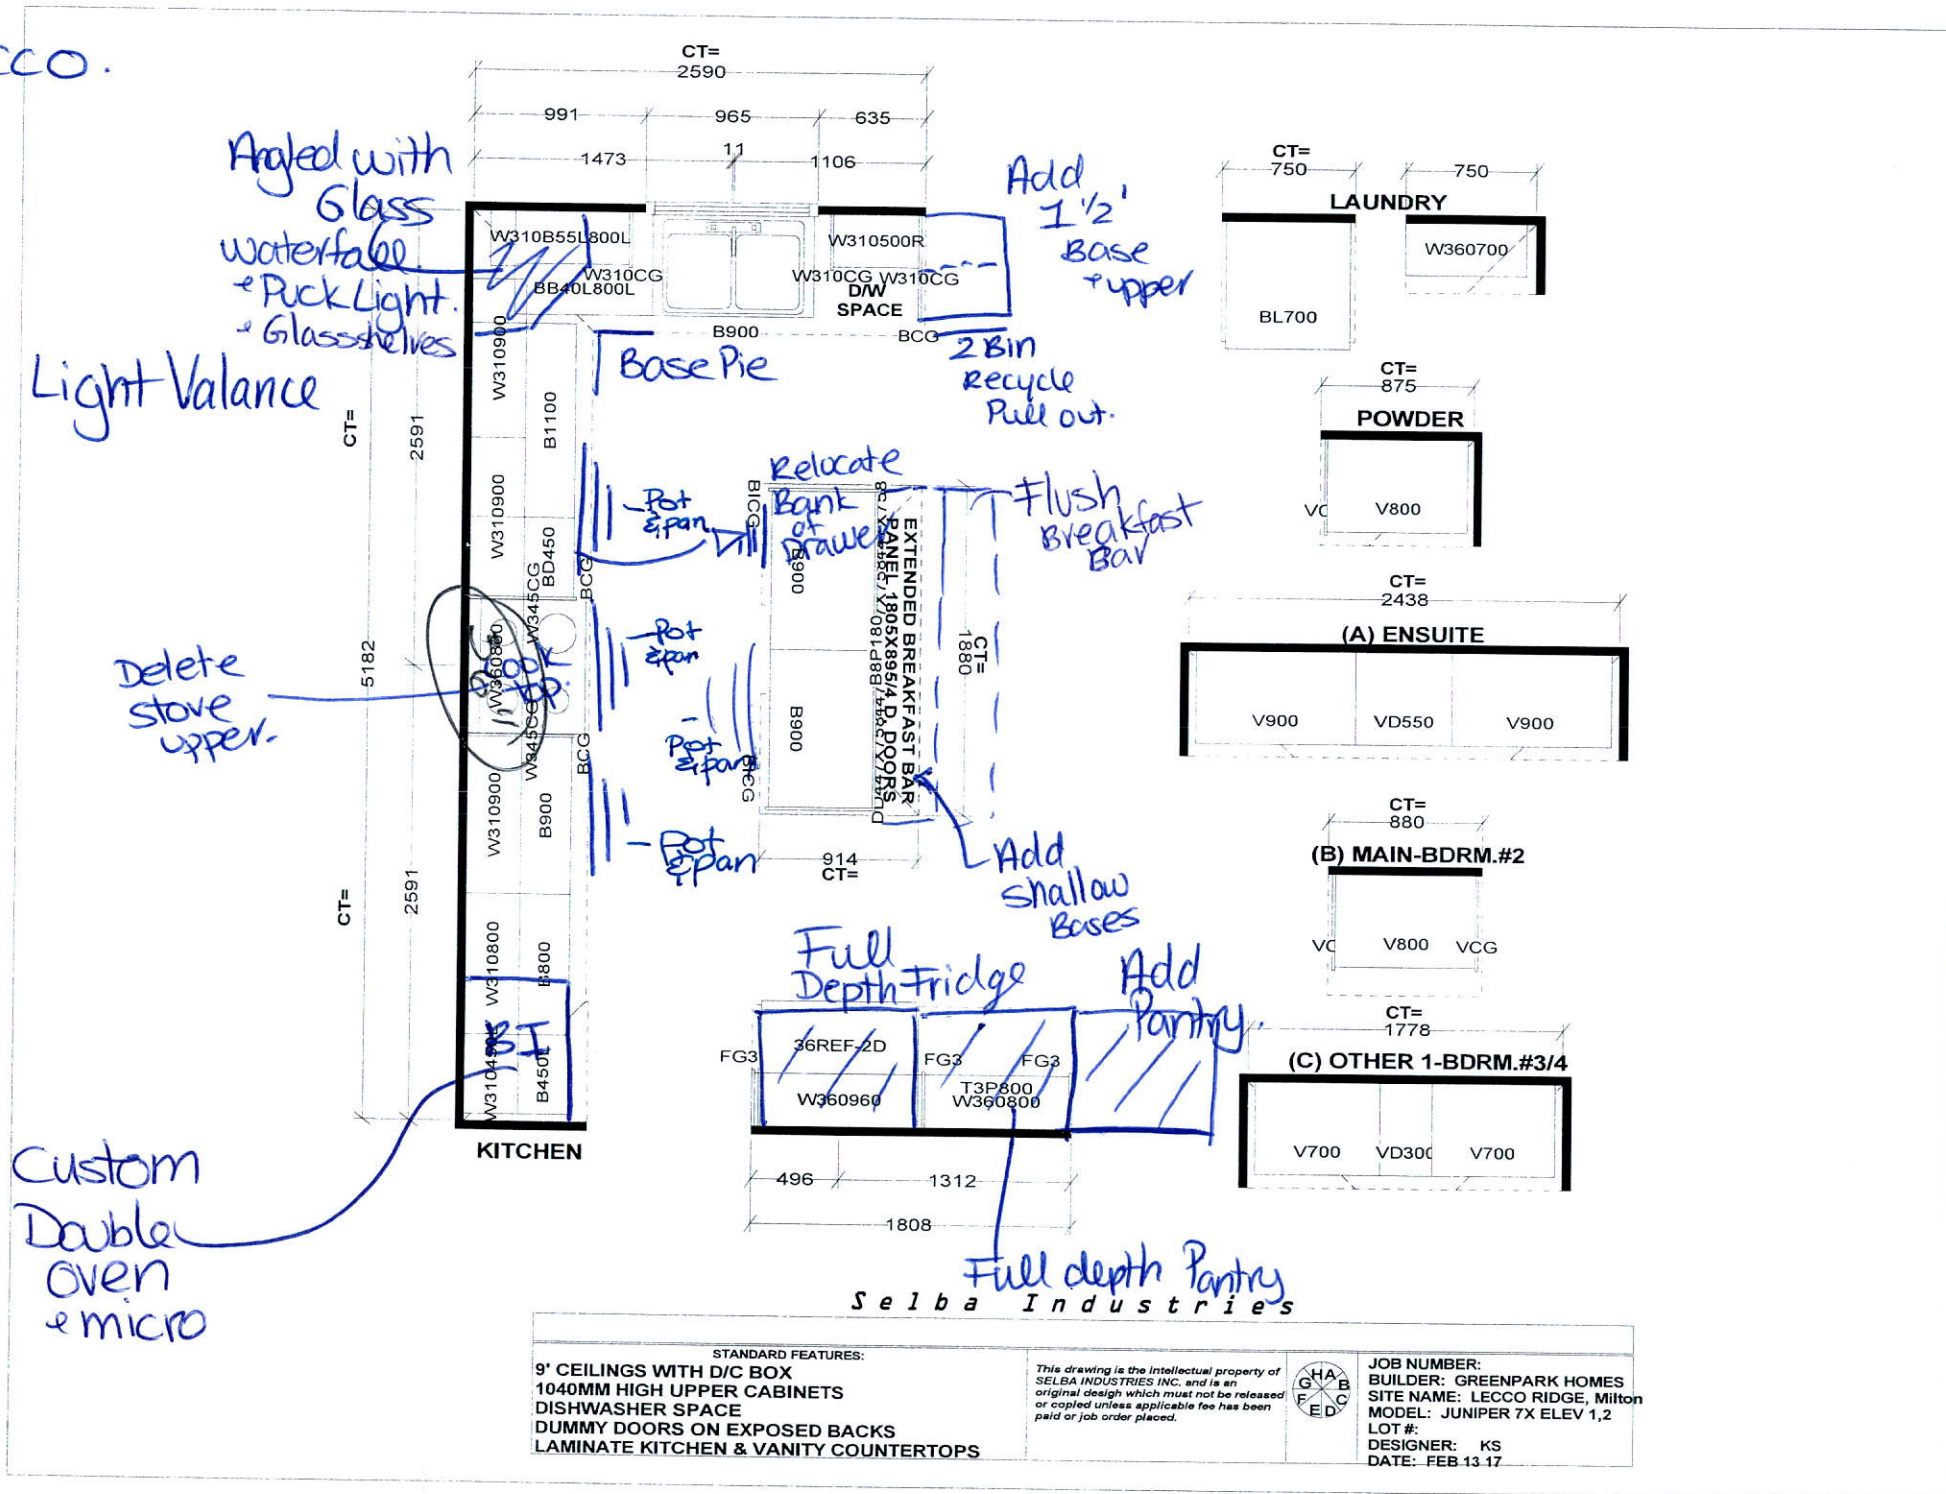 CCO.
CT=
2590
991
965
635
1473
11
1106
Angled with
Glass
waterfall
+ Puck Light.
+ Glass shelves
Light Valance
Add
1 1/2'
Base
+ upper
W310B55L800L
W310CG
BB40L800L
W310500R
W310CG W310CG
D/W
SPACE
B900
BCG
Base Pie
2 Bin
Recycle
Pull out.
W310900
B1100
W310900
BD450
W345CG
BCG
CT=
2591
5182
CT=
2591
Pot
& pan
Relocate
Bank
of
Drawer
BICG
B900
B900
BICG
EXTENDED BREAKFAST BAR
PANEL 1805X895/4 D. DOORS
CT=
1880
Flush
Breakfast
Bar
Delete
stove
upper.
W360800
Cook
top.
36"
W345CG
BCG
Pot
& pan
Pot
& pan
W310900
B900
Pot
& pan
914
CT=
Add
Shallow
Bases
W310800
B800
W310450L
B450L
BI
KITCHEN
Custom
Double
oven
+ micro
Full
Depth Fridge
Add
Pantry.
FG3
36REF-2D
W360960
FG3
FG3
T3P800
W360800
496
1312
1808
Full depth Pantry
CT=
750
750
LAUNDRY
W360700
BL700
CT=
875
POWDER
VC
V800
CT=
2438
(A) ENSUITE
V900
VD550
V900
CT=
880
(B) MAIN-BDRM.#2
VC
V800
VCG
CT=
1778
(C) OTHER 1-BDRM.#3/4
V700
VD300
V700
Selba Industries
STANDARD FEATURES:
9' CEILINGS WITH D/C BOX
1040MM HIGH UPPER CABINETS
DISHWASHER SPACE
DUMMY DOORS ON EXPOSED BACKS
LAMINATE KITCHEN & VANITY COUNTERTOPS
This drawing is the intellectual property of
SELBA INDUSTRIES INC. and is an
original desigh which must not be released
or copied unless applicable fee has been
paid or job order placed.
G H A B C D E F
JOB NUMBER:
BUILDER: GREENPARK HOMES
SITE NAME: LECCO RIDGE, Milton
MODEL: JUNIPER 7X ELEV 1,2
LOT #:
DESIGNER: KS
DATE: FEB 13 17